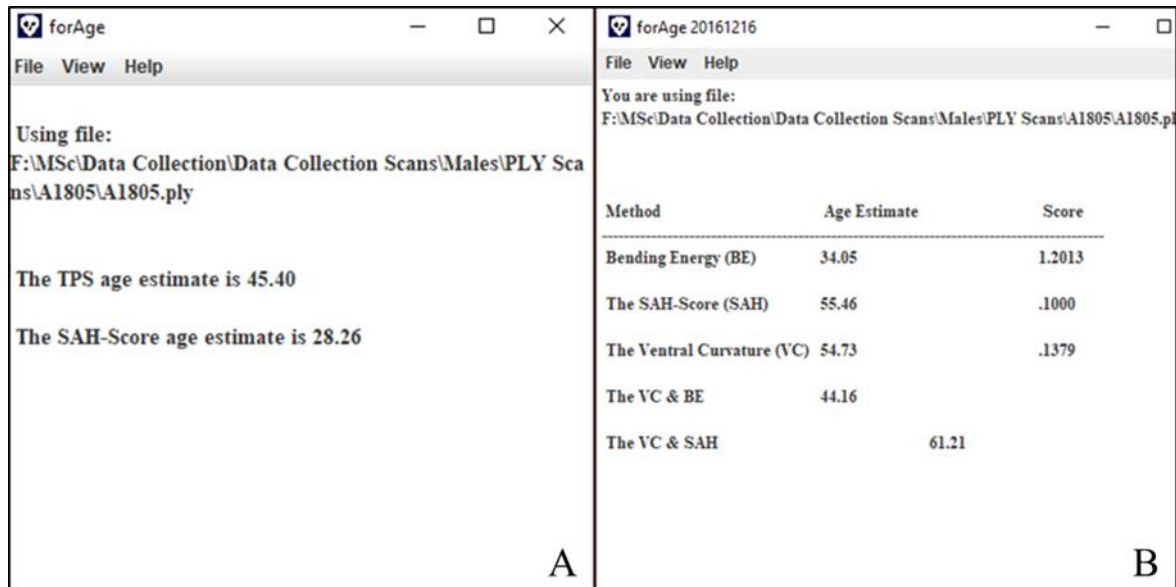 forAge
File View Help
Using file:
F:\MSc\Data Collection\Data Collection Scans\Males\PLY Sca
ns\A1805\A1805.ply
The TPS age estimate is 45.40
The SAH-Score age estimate is 28.26
A
forAge 20161216
File View Help
You are using file:
F:\MSc\Data Collection\Data Collection Scans\Males\PLY Scans\A1805\A1805.pl
Method Age Estimate Score
Bending Energy (BE) 34.05 1.2013
The SAH-Score (SAH) 55.46 .1000
The Ventral Curvature (VC) 54.73 .1379
The VC & BE 44.16
The VC & SAH 61.21
B